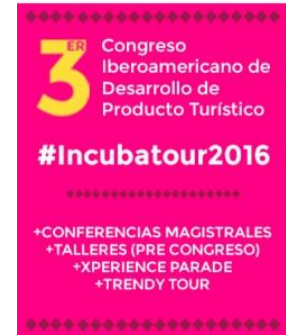 3ER
Congreso
Iberoamericano de
Desarrollo de
Producto Turístico
#Incubatour2016
+CONFERENCIAS MAGISTRALES
+TALLERES (PRE CONGRESO)
+XPERIENCE PARADE
+TRENDY TOUR